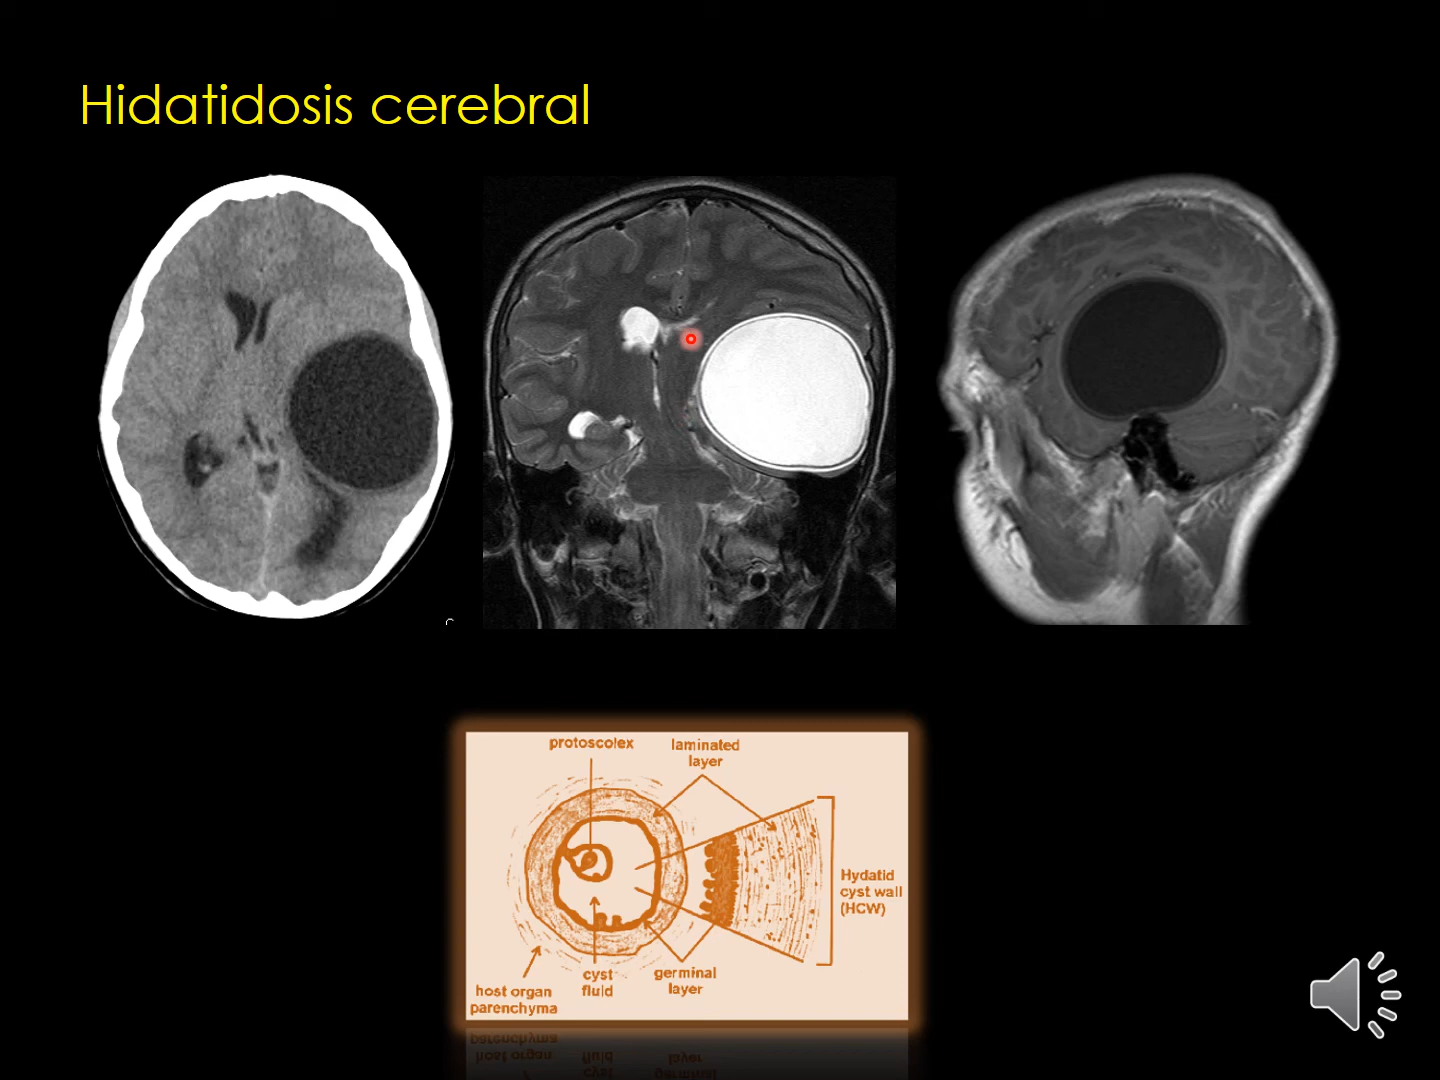 Hidatidosis cerebral
protoscolex
laminated
layer
Hydatid
cyst wall
(HCW)
cyst
fluid
germinal
layer
host organ
parenchyma